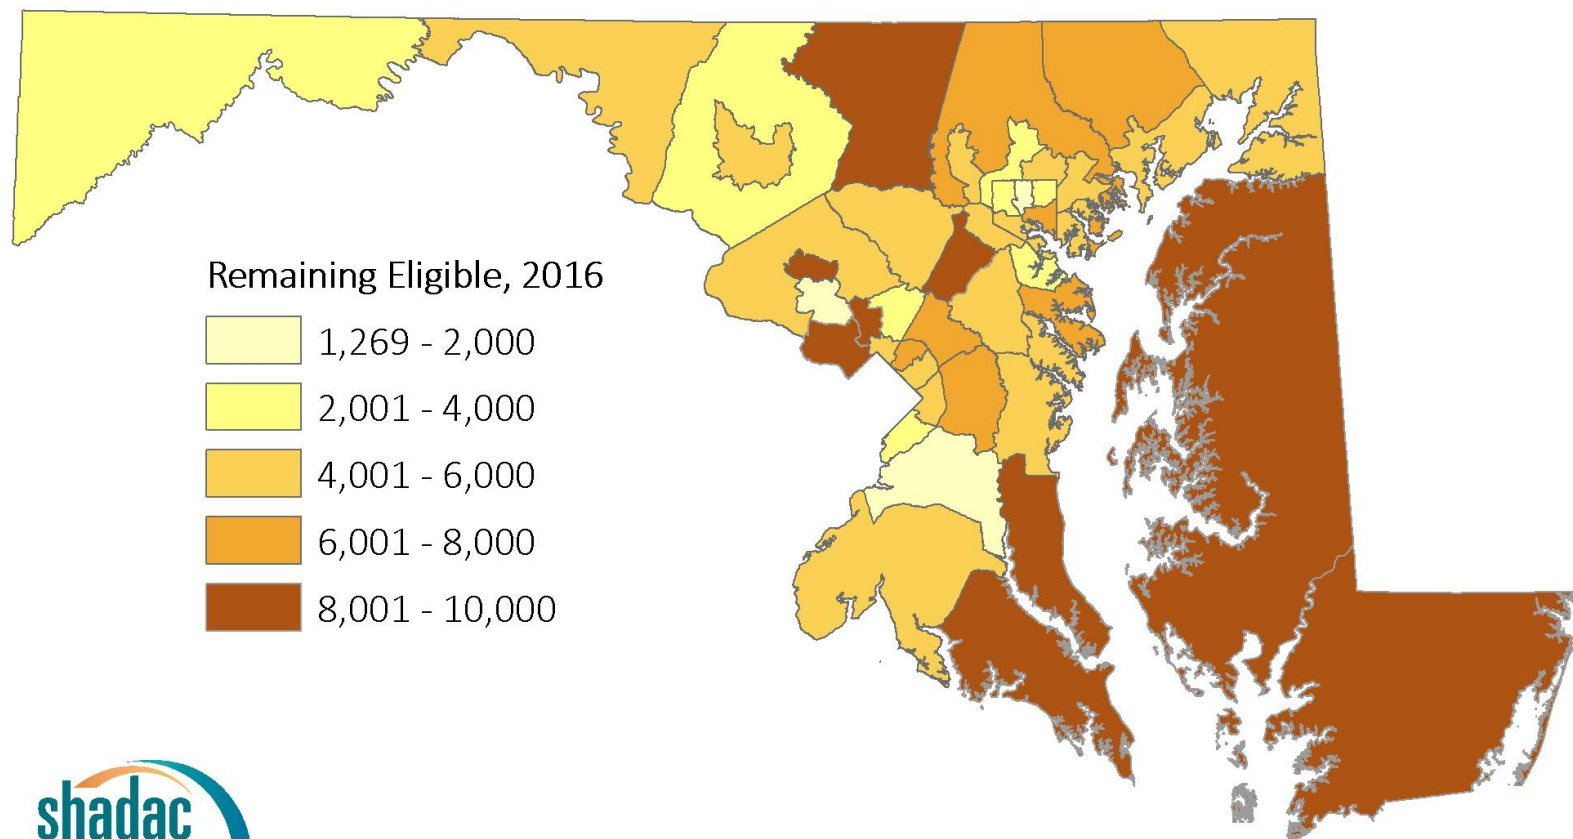 Remaining Eligible, 2016
1,269 - 2,000
2,001 - 4,000
4,001 - 6,000
6,001 - 8,000
8,001 - 10,000
shadac